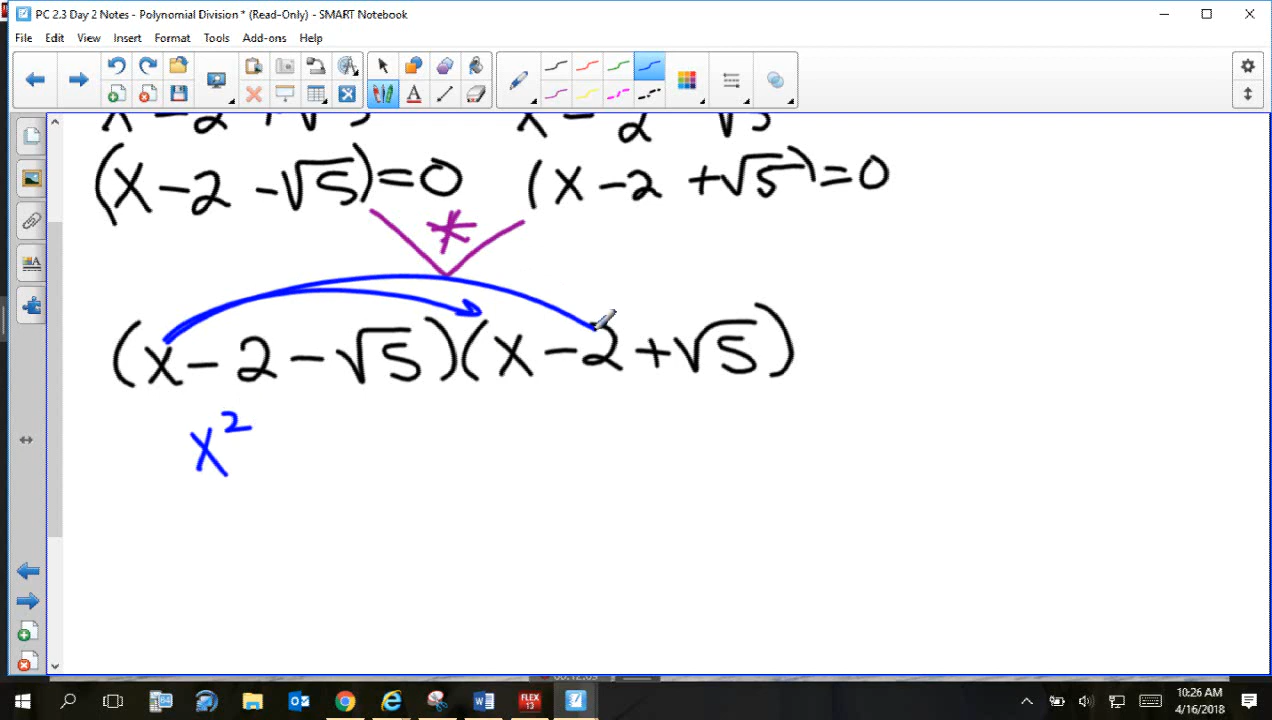 PC 2.3 Day 2 Notes - Polynomial Division * (Read-Only) - SMART Notebook
File Edit View Insert Format Tools Add-ons Help
(x - 2 - √5) = 0 (x - 2 + √5) = 0
*
(x - 2 - √5)(x - 2 + √5)
x²
FLEX 13
10:26 AM
4/16/2018